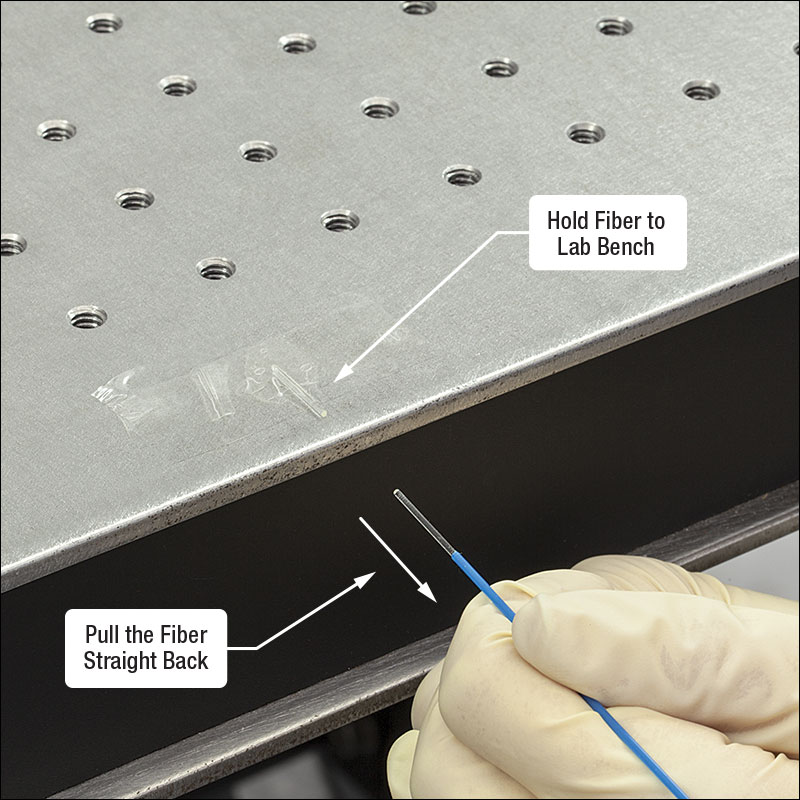 Hold Fiber to
Lab Bench
Pull the Fiber
Straight Back